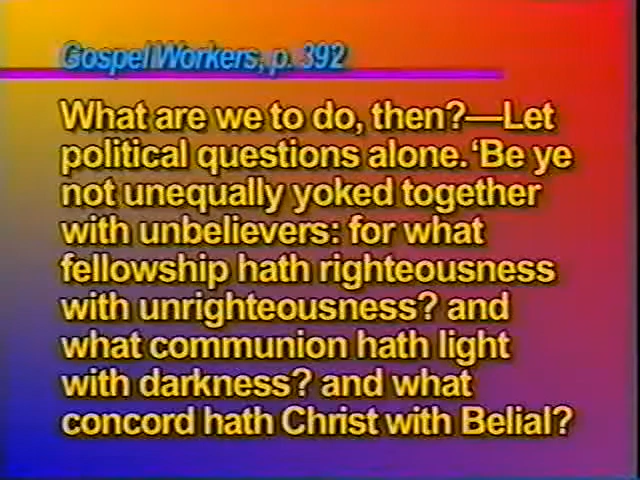 Gospel Workers, p. 392
What are we to do, then?—Let
political questions alone. ‘Be ye
not unequally yoked together
with unbelievers: for what
fellowship hath righteousness
with unrighteousness? and
what communion hath light
with darkness? and what
concord hath Christ with Belial?